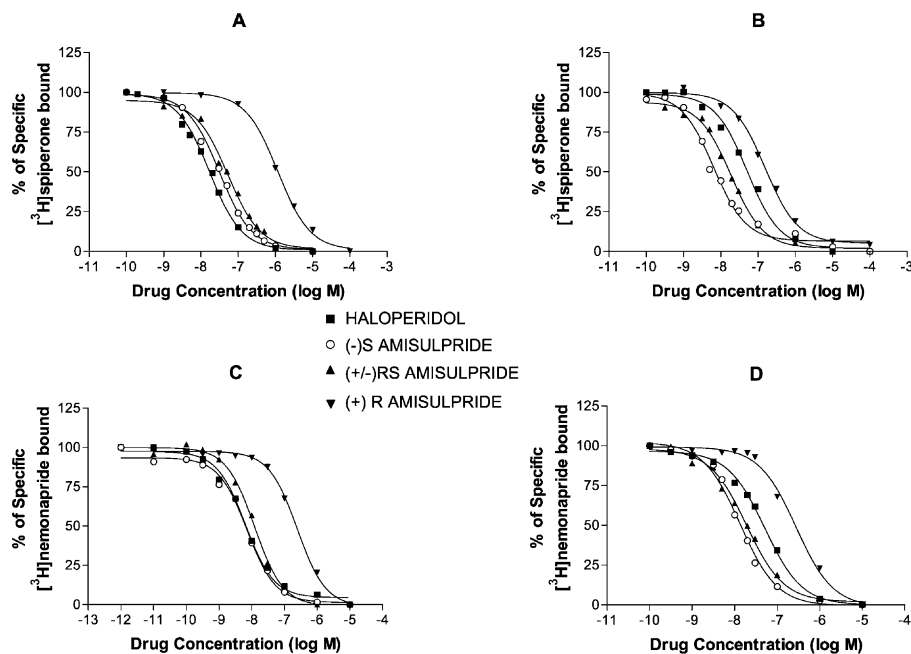 A
B
125
100
75
50
25
0
% of Specific
[³H]spiperone bound
-11 -10 -9 -8 -7 -6 -5 -4 -3
Drug Concentration (log M)
125
100
75
50
25
0
% of Specific
[³H]spiperone bound
-11 -10 -9 -8 -7 -6 -5 -4 -3
Drug Concentration (log M)
■ HALOPERIDOL
○ (-)S AMISULPRIDE
▲ (+/-)RS AMISULPRIDE
▼ (+) R AMISULPRIDE
C
D
125
100
75
50
25
0
% of Specific
[³H]nemonapride bound
-13 -12 -11 -10 -9 -8 -7 -6 -5 -4
Drug Concentration (log M)
125
100
75
50
25
0
% of Specific
[³H]nemonapride bound
-11 -10 -9 -8 -7 -6 -5 -4
Drug Concentration (log M)